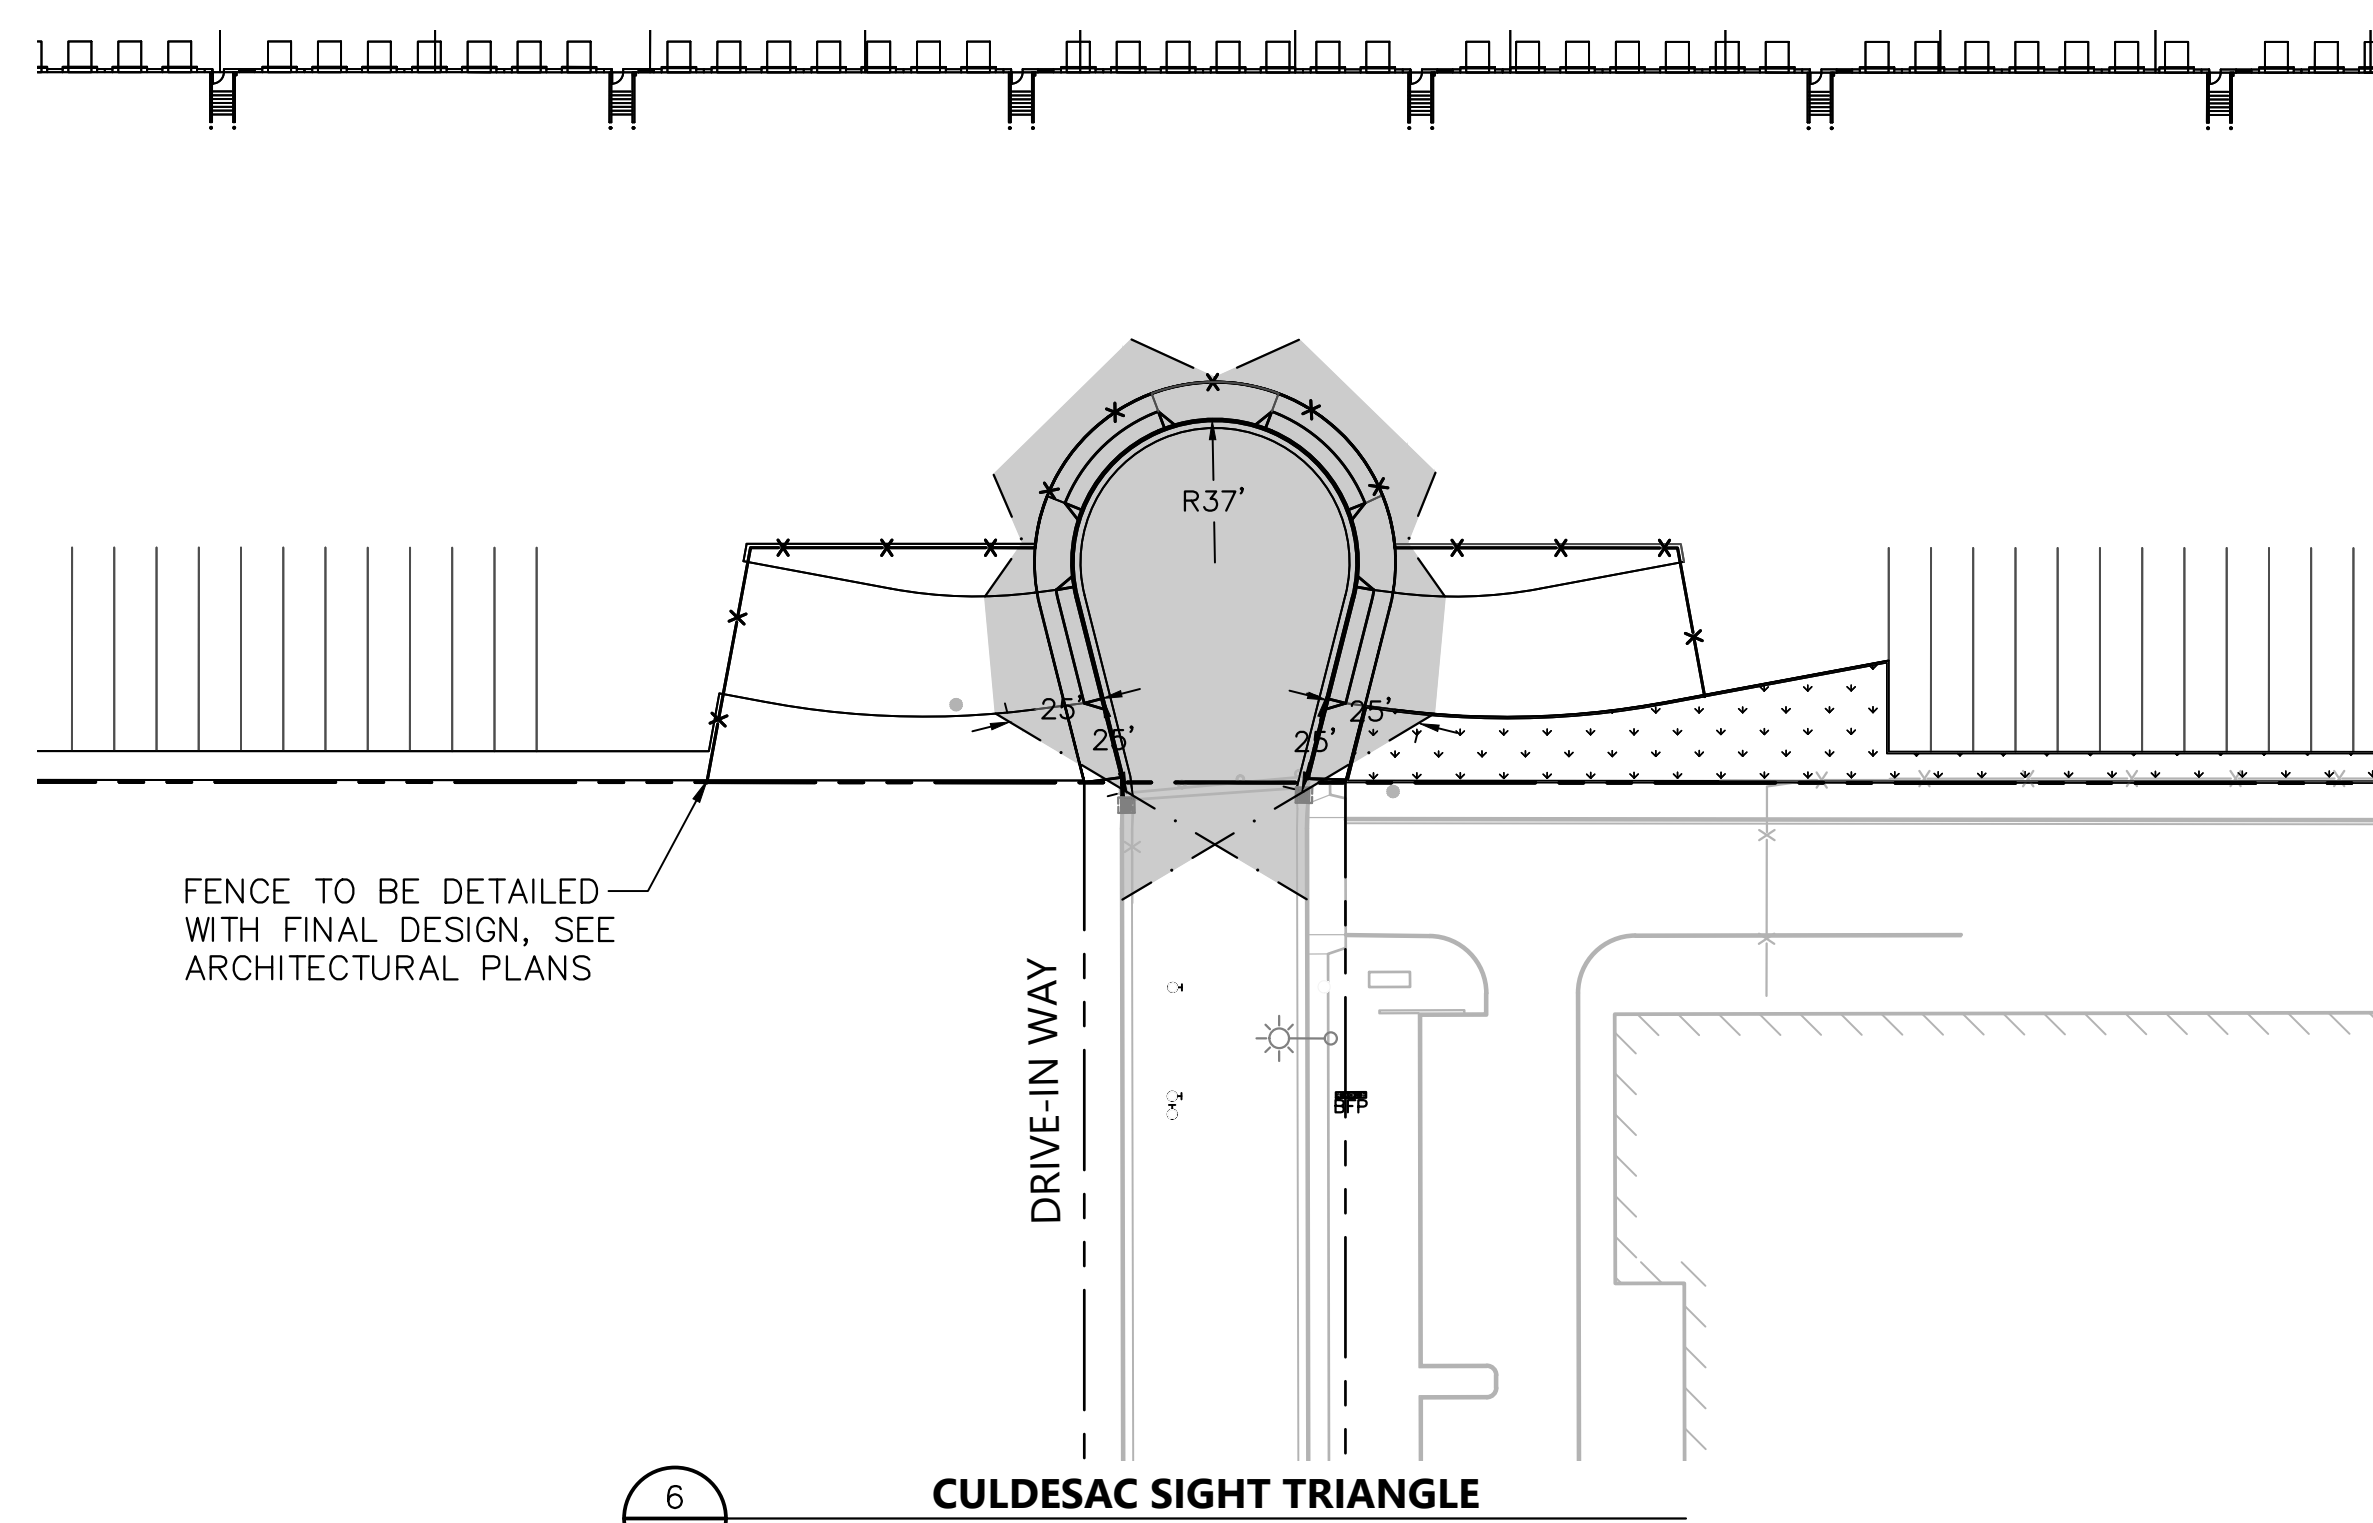 R37'
25'
25'
25'
25'
FENCE TO BE DETAILED
WITH FINAL DESIGN, SEE
ARCHITECTURAL PLANS
DRIVE-IN WAY
BFP
6
CULDESAC SIGHT TRIANGLE